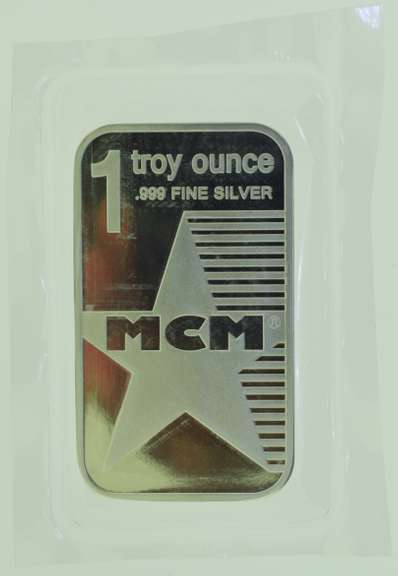 1 troy ounce
.999 FINE SILVER
MCM®